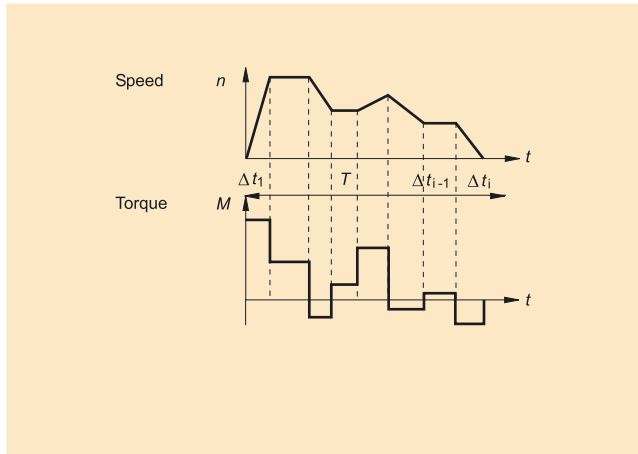 Speed n
t
Δt1 T Δti-1 Δti
Torque M
t